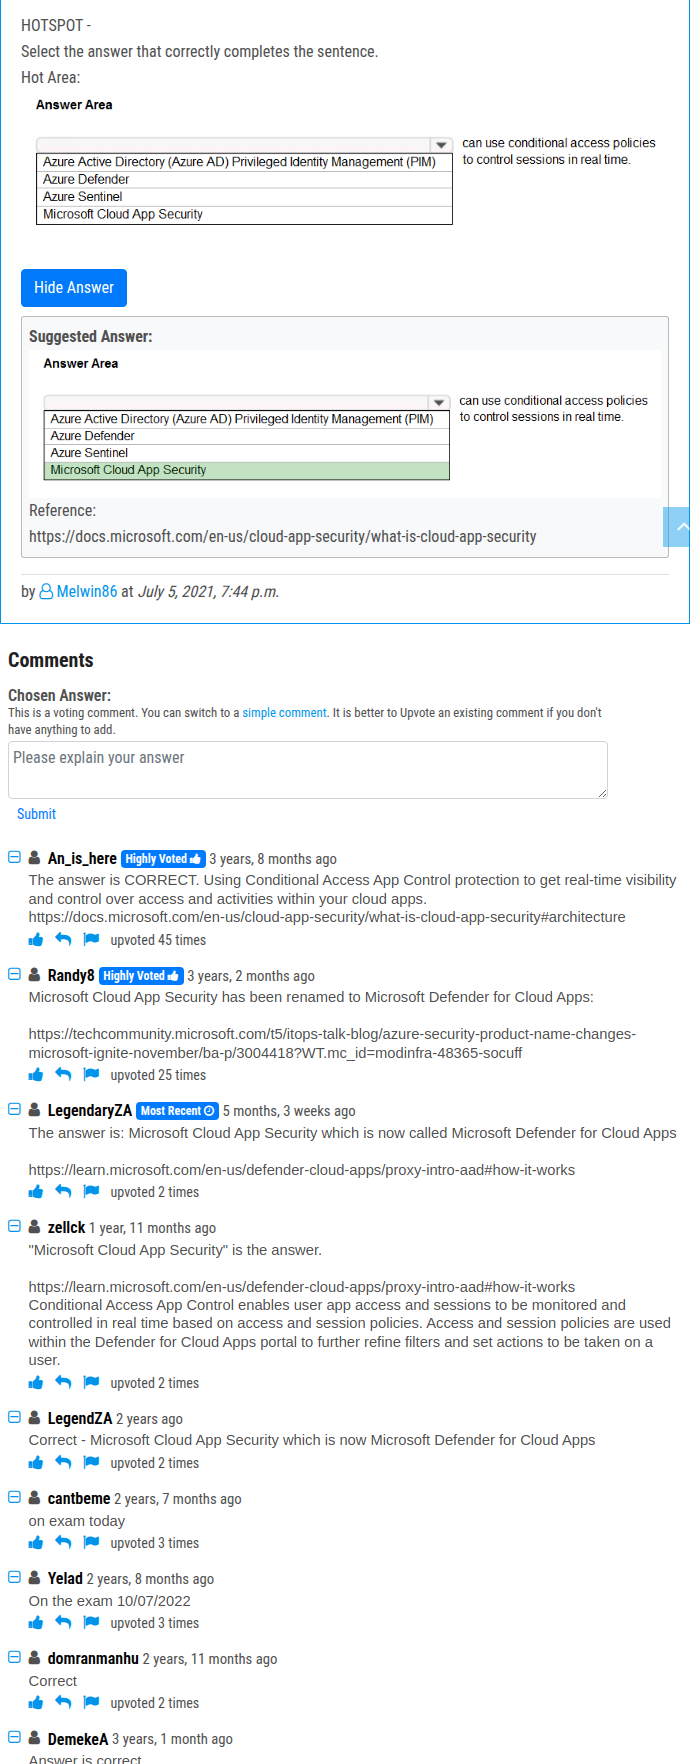 HOTSPOT -
Select the answer that correctly completes the sentence.
Hot Area:
Answer Area
can use conditional access policies
to control sessions in real time.
Azure Active Directory (Azure AD) Privileged Identity Management (PIM)
Azure Defender
Azure Sentinel
Microsoft Cloud App Security
Hide Answer
Suggested Answer:
Answer Area
can use conditional access policies
to control sessions in real time.
Azure Active Directory (Azure AD) Privileged Identity Management (PIM)
Azure Defender
Azure Sentinel
Microsoft Cloud App Security
Reference:
https://docs.microsoft.com/en-us/cloud-app-security/what-is-cloud-app-security
by Melwin86 at July 5, 2021, 7:44 p.m.
Comments
Chosen Answer:
This is a voting comment. You can switch to a simple comment. It is better to Upvote an existing comment if you don't
have anything to add.
Please explain your answer
Submit
An_is_here Highly Voted 3 years, 8 months ago
The answer is CORRECT. Using Conditional Access App Control protection to get real-time visibility
and control over access and activities within your cloud apps.
https://docs.microsoft.com/en-us/cloud-app-security/what-is-cloud-app-security#architecture
upvoted 45 times
Randy8 Highly Voted 3 years, 2 months ago
Microsoft Cloud App Security has been renamed to Microsoft Defender for Cloud Apps:
https://techcommunity.microsoft.com/t5/itops-talk-blog/azure-security-product-name-changes-
microsoft-ignite-november/ba-p/3004418?WT.mc_id=modinfra-48365-socuff
upvoted 25 times
LegendaryZA Most Recent 5 months, 3 weeks ago
The answer is: Microsoft Cloud App Security which is now called Microsoft Defender for Cloud Apps
https://learn.microsoft.com/en-us/defender-cloud-apps/proxy-intro-aad#how-it-works
upvoted 2 times
zellck 1 year, 11 months ago
"Microsoft Cloud App Security" is the answer.
https://learn.microsoft.com/en-us/defender-cloud-apps/proxy-intro-aad#how-it-works
Conditional Access App Control enables user app access and sessions to be monitored and
controlled in real time based on access and session policies. Access and session policies are used
within the Defender for Cloud Apps portal to further refine filters and set actions to be taken on a
user.
upvoted 2 times
LegendZA 2 years ago
Correct - Microsoft Cloud App Security which is now Microsoft Defender for Cloud Apps
upvoted 2 times
cantbeme 2 years, 7 months ago
on exam today
upvoted 3 times
Yelad 2 years, 8 months ago
On the exam 10/07/2022
upvoted 3 times
domranmanhu 2 years, 11 months ago
Correct
upvoted 2 times
DemekeA 3 years, 1 month ago
Answer is correct